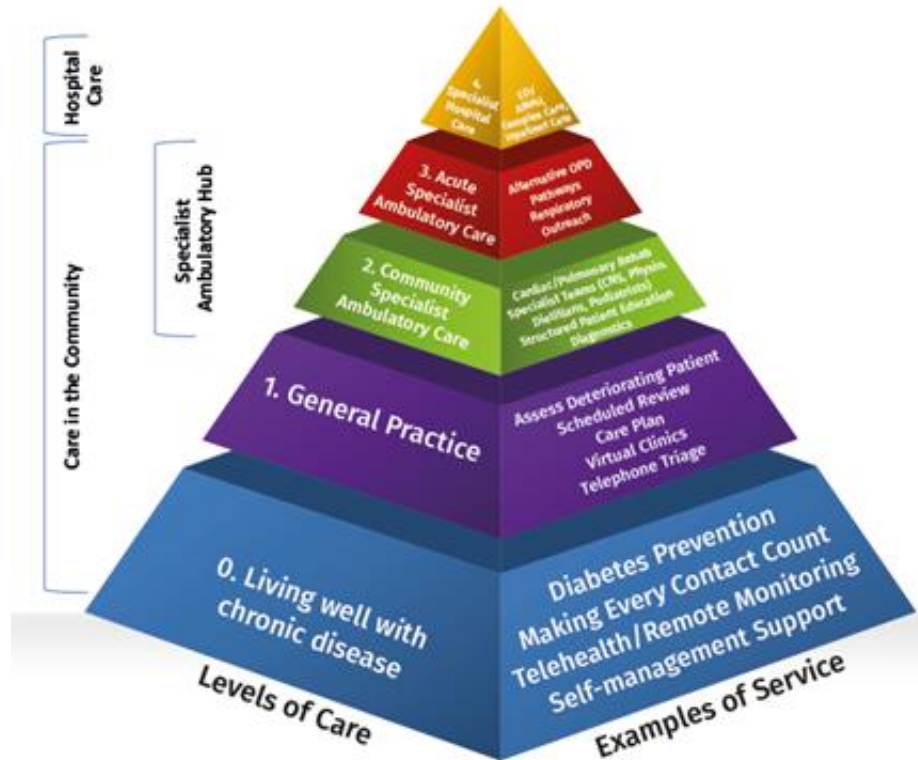 Hospital
Care
Specialist
Ambulatory Hub
Care in the Community
4.
Specialist
Hospital
Care
ED/
AMAU,
Complex Care,
Inpatient Care
3. Acute
Specialist
Ambulatory Care
Alternative OPD
Pathways
Respiratory
Outreach
2. Community
Specialist
Ambulatory Care
Cardiac/Pulmonary Rehab
Specialist Teams (CNS, Physio,
Dietitians, Podiatrists)
Structured Patient Education
Diagnostics
1. General Practice
Assess Deteriorating Patient
Scheduled Review
Care Plan
Virtual Clinics
Telephone Triage
0. Living well with
chronic disease
Diabetes Prevention
Making Every Contact Count
Telehealth/Remote Monitoring
Self-management Support
Levels of Care
Examples of Service